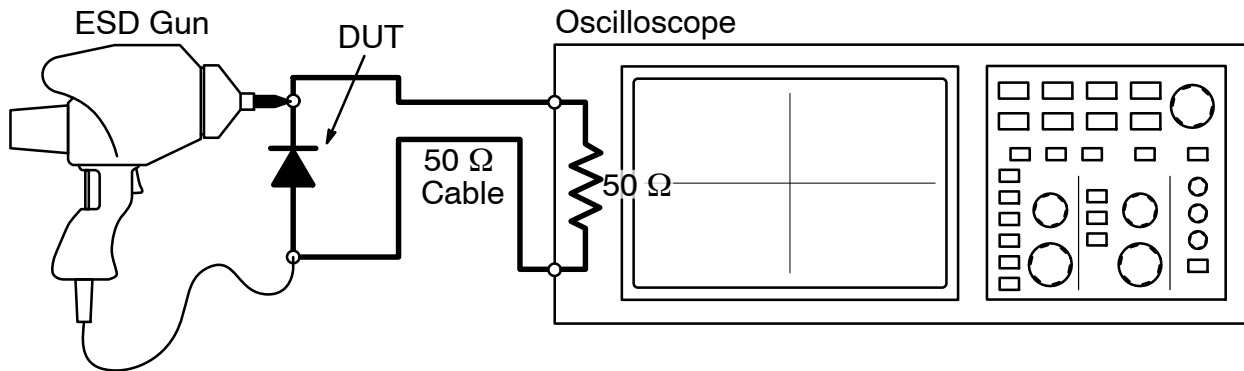 ESD Gun
DUT
Oscilloscope
50 Ω
Cable
50 Ω